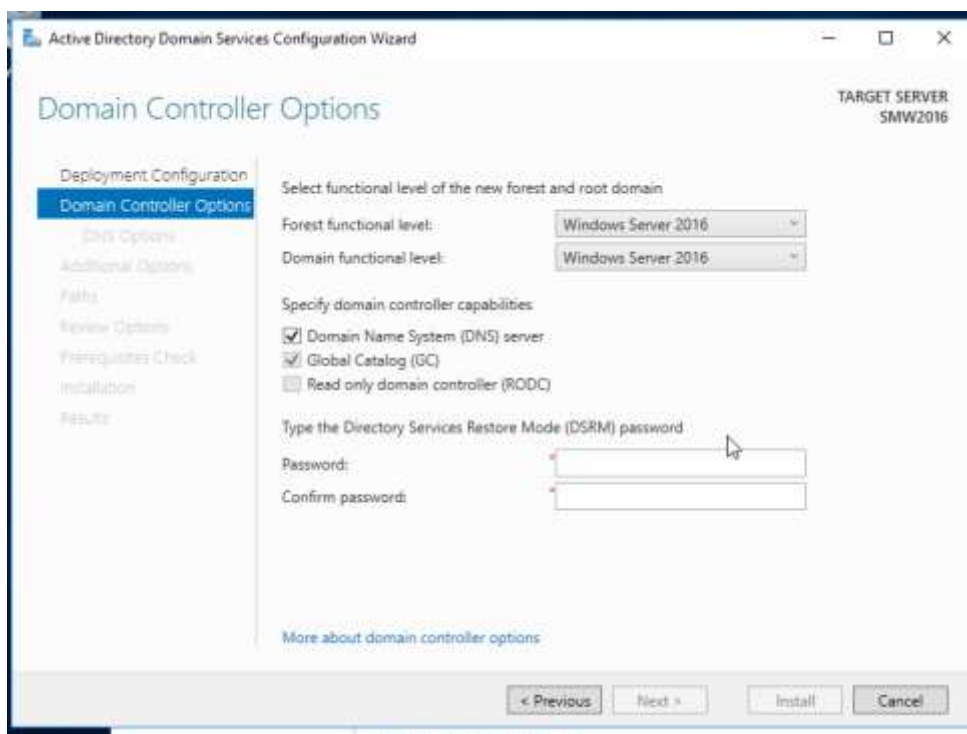 Active Directory Domain Services Configuration Wizard
Domain Controller Options
TARGET SERVER
SMW2016
Deployment Configuration
Domain Controller Options
DNS Options
Additional Options
Paths
Review Options
Prerequisites Check
Installation
Results
Select functional level of the new forest and root domain
Forest functional level: Windows Server 2016
Domain functional level: Windows Server 2016
Specify domain controller capabilities
Domain Name System (DNS) server
Global Catalog (GC)
Read only domain controller (RODC)
Type the Directory Services Restore Mode (DSRM) password
Password:
Confirm password:
More about domain controller options
< Previous Next > Install Cancel